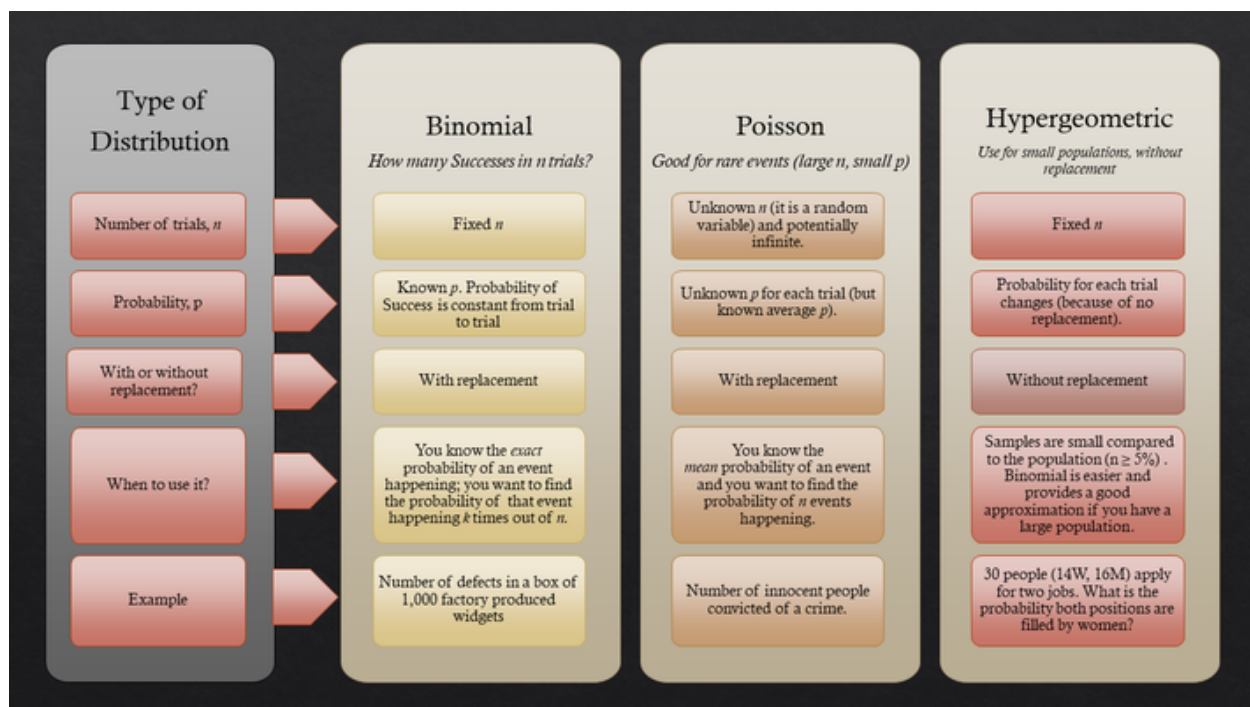 Type of
Distribution
Number of trials, n
Probability, p
With or without
replacement?
When to use it?
Example
Binomial
How many Successes in n trials?
Fixed n
Known p. Probability of
Success is constant from trial
to trial
With replacement
You know the exact
probability of an event
happening; you want to find
the probability of that event
happening k times out of n.
Number of defects in a box of
1,000 factory produced
widgets
Poisson
Good for rare events (large n, small p)
Unknown n (it is a random
variable) and potentially
infinite.
Unknown p for each trial (but
known average p).
With replacement
You know the
mean probability of an event
and you want to find the
probability of n events
happening.
Number of innocent people
convicted of a crime.
Hypergeometric
Use for small populations, without
replacement
Fixed n
Probability for each trial
changes (because of no
replacement).
Without replacement
Samples are small compared
to the population (n ≥ 5%) .
Binomial is easier and
provides a good
approximation if you have a
large population.
30 people (14W, 16M) apply
for two jobs. What is the
probability both positions are
filled by women?